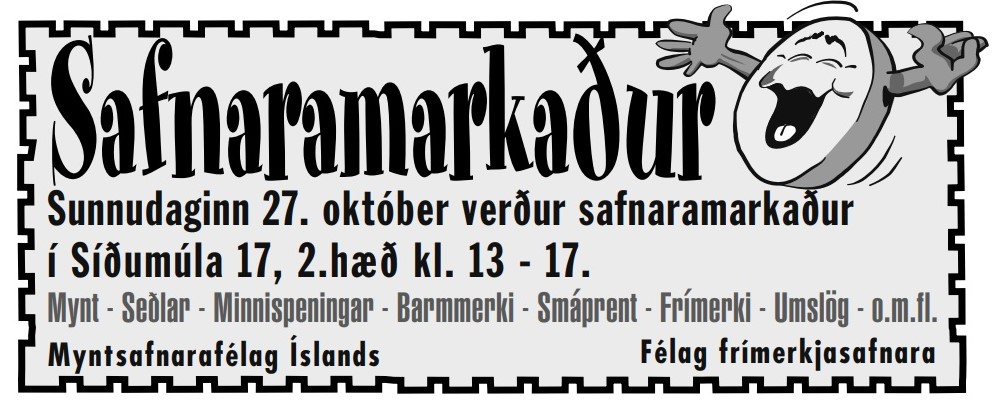 Safnaramarkaður
Sunnudaginn 27. október verður safnaramarkaður
í Síðumúla 17, 2.hæð kl. 13 - 17.
Mynt - Seðlar - Minnispeningar - Barmmerki - Smáprent - Frímerki - Umslög - o.m.fl.
Myntsafnarafélag Íslands
Félag frímerkjasafnara